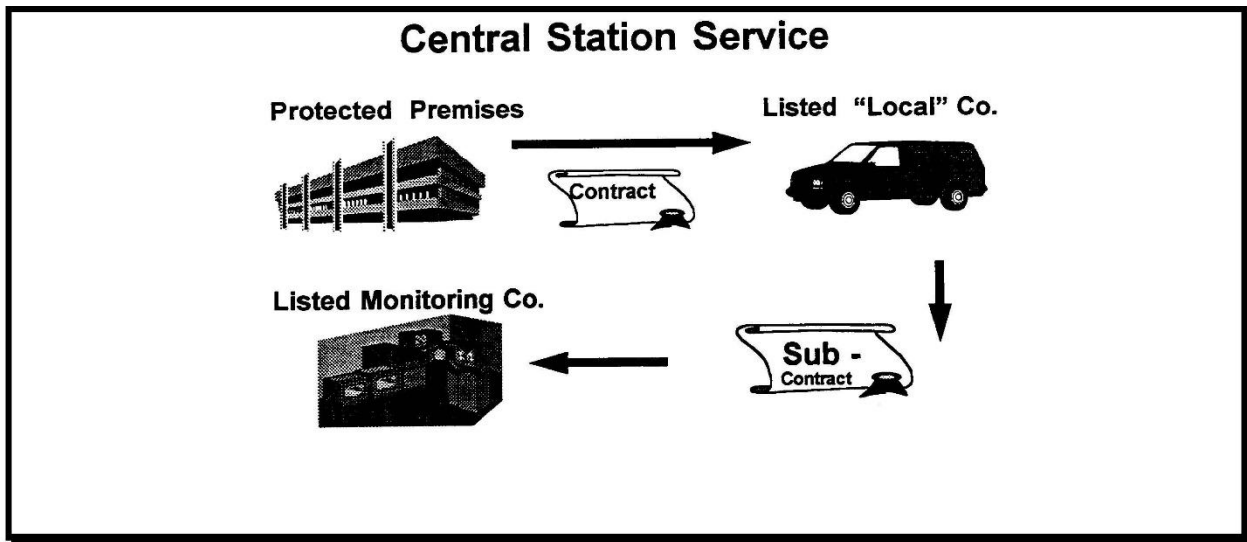 Central Station Service
Protected Premises
Listed “Local” Co.
Contract
Listed Monitoring Co.
Sub -
Contract